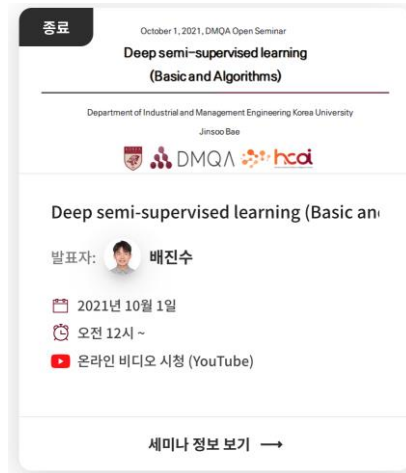 종료
October 1, 2021, DMQA Open Seminar
Deep semi-supervised learning
(Basic and Algorithms)
Department of Industrial and Management Engineering Korea University
Jinsoo Bae
DMQA hcai
Deep semi-supervised learning (Basic an
발표자: 배진수
2021년 10월 1일
오전 12시 ~
온라인 비디오 시청 (YouTube)
세미나 정보 보기 →